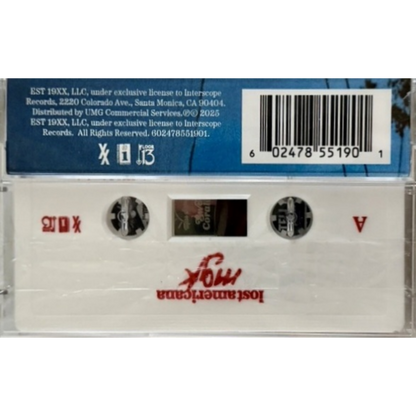 EST 19XX, LLC, under exclusive license to Interscope
Records, 2220 Colorado Ave., Santa Monica, CA 90404.
Distributed by UMG Commercial Services.℗© 2025
EST 19XX, LLC, under exclusive license to Interscope
Records. All Rights Reserved. 602478551901.
FLOOR
13
6 02478 55190 1
A
lost americana
mgk